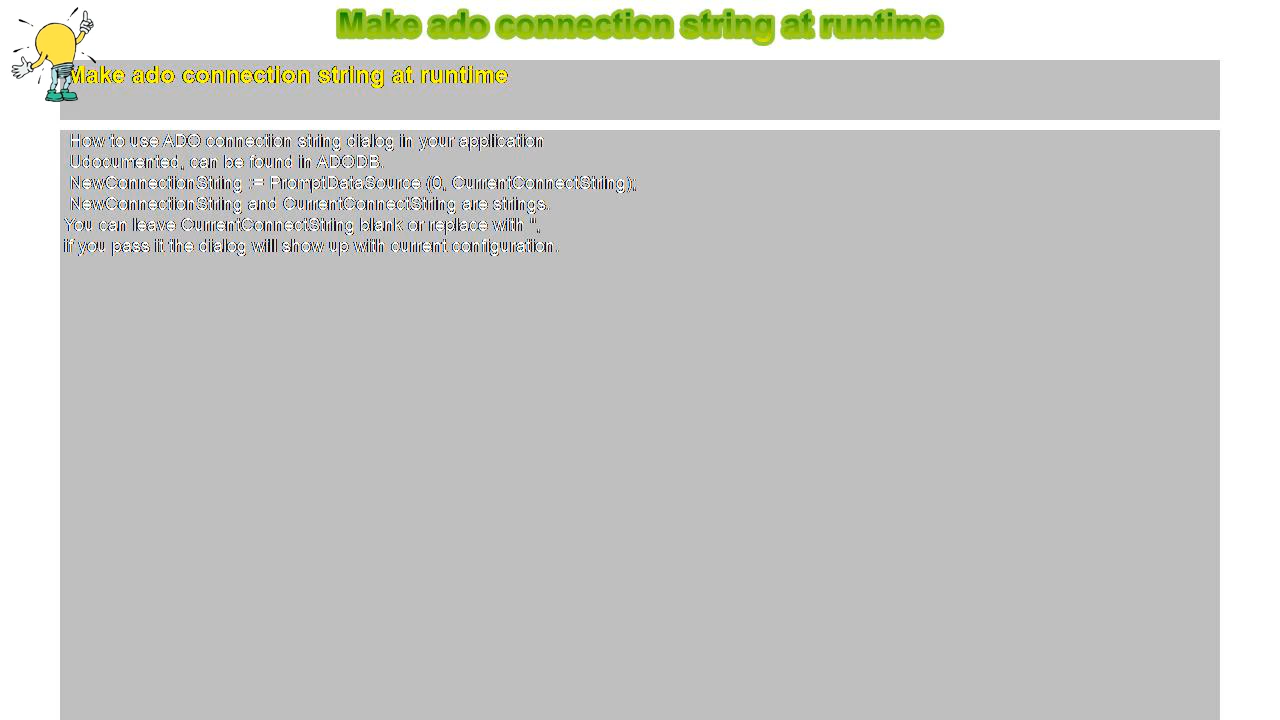 Make ado connection string at runtime
Make ado connection string at runtime
How to use ADO connection string dialog in your application
Udocumented, can be found in ADODB.
NewConnectionString := PromptDataSource (0, CurrentConnectString);
NewConnectionString and CurrentConnectString are strings.
You can leave CurrentConnectString blank or replace with '',
if you pass it the dialog will show up with current configuration.